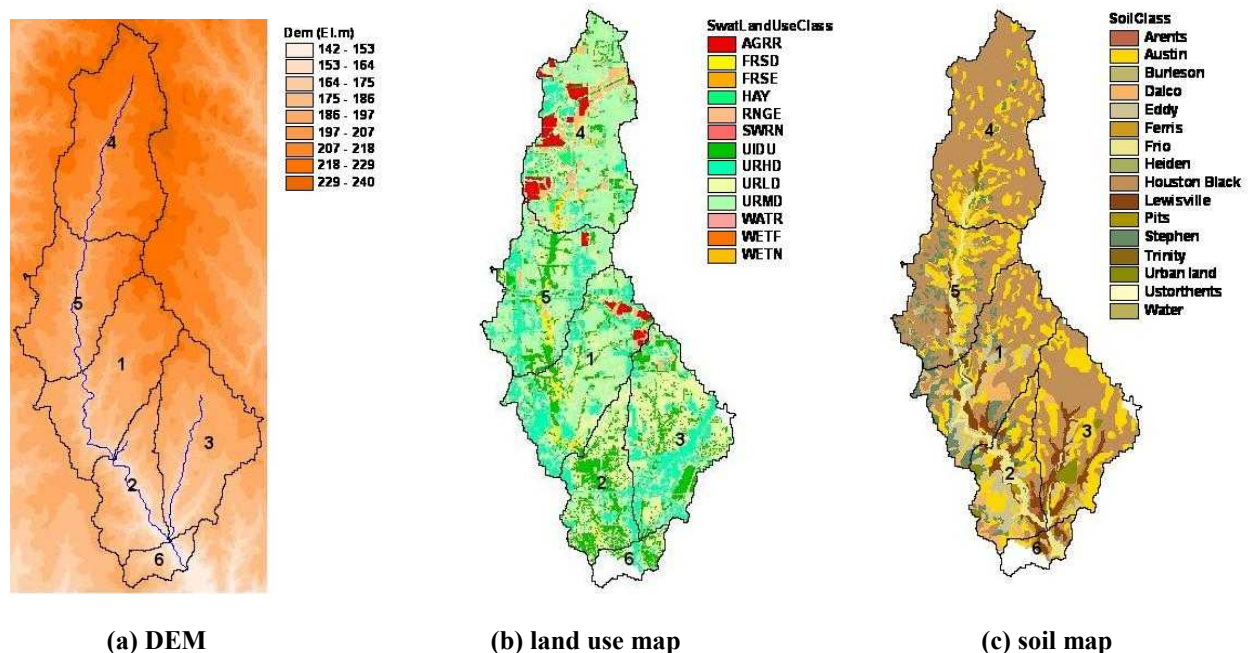 Dem (El.m)
142 - 153
153 - 164
164 - 175
175 - 186
186 - 197
197 - 207
207 - 218
218 - 229
229 - 240
4
5
1
3
2
6
SwatLandUseClass
AGRR
FRSD
FRSE
HAY
RNGE
SWRN
UIDU
URHD
URLD
URMD
WATR
WETF
WETN
4
5
1
3
2
6
SoilClass
Arents
Austin
Burleson
Dalco
Eddy
Ferris
Frio
Heiden
Houston Black
Lewisville
Pits
Stephen
Trinity
Urban land
Ustorthents
Water
4
5
1
3
2
6
(a) DEM
(b) land use map
(c) soil map